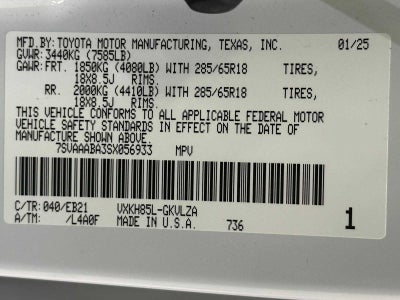 MFD.BY:TOYOTA MOTOR MANUFACTURING, TEXAS, INC. 01/25
GVWR: 3440KG (7585LB)
GAWR: FRT. 1850KG (4080LB) WITH 285/65R18 TIRES,
18X8.5J RIMS.
RR. 2000KG (4410LB) WITH 285/65R18 TIRES,
18X8.5J RIMS.
THIS VEHICLE CONFORMS TO ALL APPLICABLE FEDERAL MOTOR
VEHICLE SAFETY STANDARDS IN EFFECT ON THE DATE OF
MANUFACTURE SHOWN ABOVE.
7SVAAABA3SX056933 MPV
C/TR: 040/EB21 VXKH85L-GKVLZA
A/TM: /L4A0F MADE IN U.S.A. 736 1